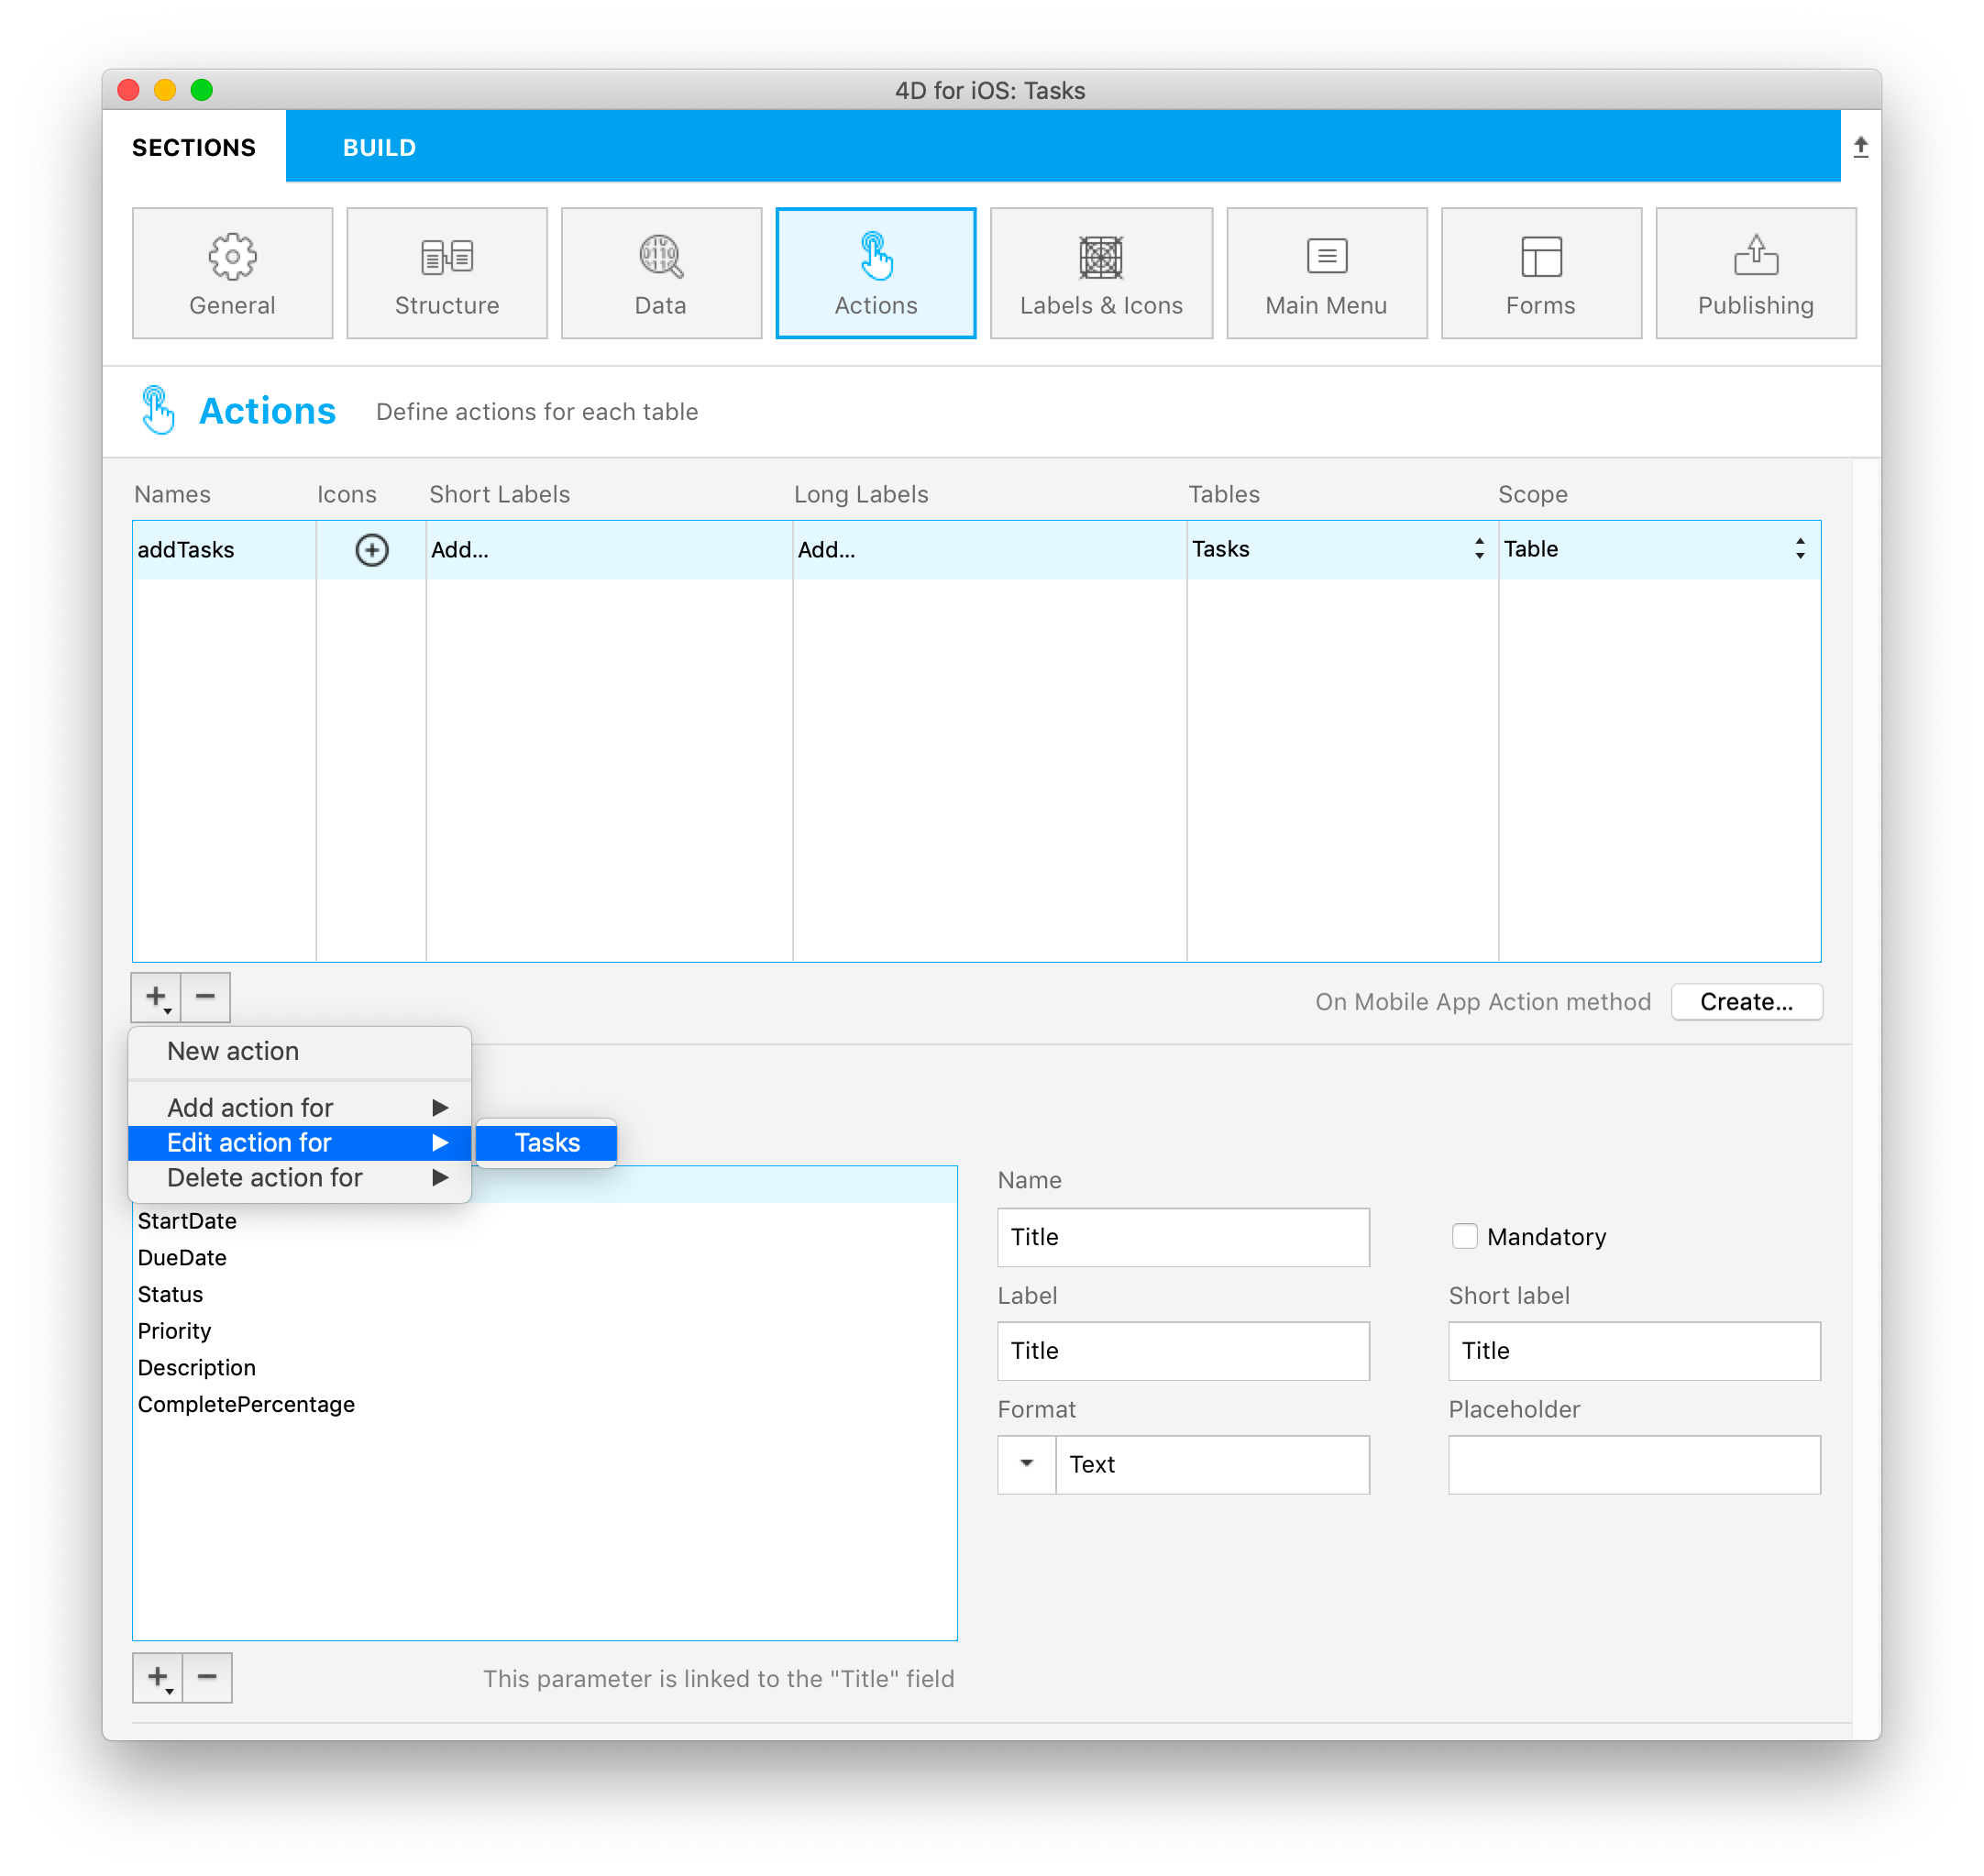 4D for iOS: Tasks
SECTIONS BUILD
General Structure Data Actions Labels & Icons Main Menu Forms Publishing
Actions Define actions for each table
Names Icons Short Labels Long Labels Tables Scope
addTasks Add... Add... Tasks Table
On Mobile App Action method Create...
New action
Add action for
Edit action for Tasks
Delete action for
StartDate
DueDate
Status
Priority
Description
CompletePercentage
Name
Title Mandatory
Label Short label
Title Title
Format Placeholder
Text
This parameter is linked to the "Title" field